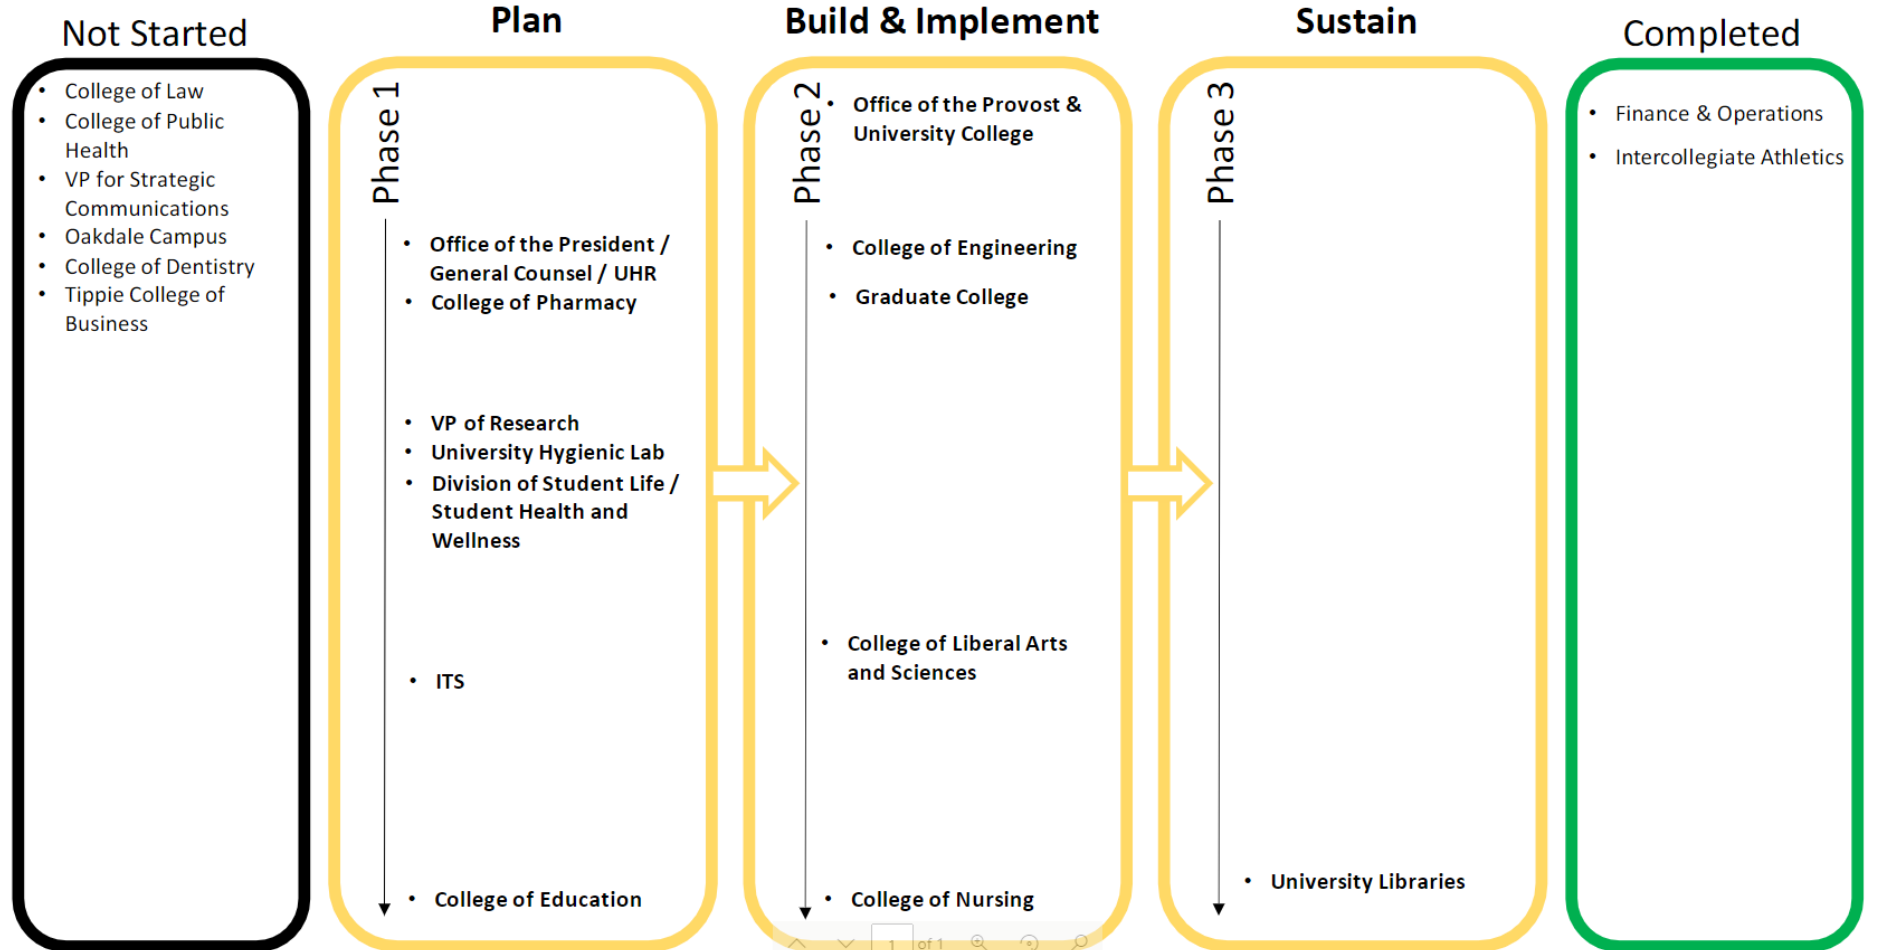 Not Started
• College of Law
• College of Public
Health
• VP for Strategic
Communications
• Oakdale Campus
• College of Dentistry
• Tippie College of
Business
Plan
Phase 1
• Office of the President /
General Counsel / UHR
• College of Pharmacy
• VP of Research
• University Hygienic Lab
• Division of Student Life /
Student Health and
Wellness
• ITS
• College of Education
Build & Implement
Phase 2
• Office of the Provost &
University College
• College of Engineering
• Graduate College
• College of Liberal Arts
and Sciences
• College of Nursing
Sustain
Phase 3
• University Libraries
Completed
• Finance & Operations
• Intercollegiate Athletics
1 of 1